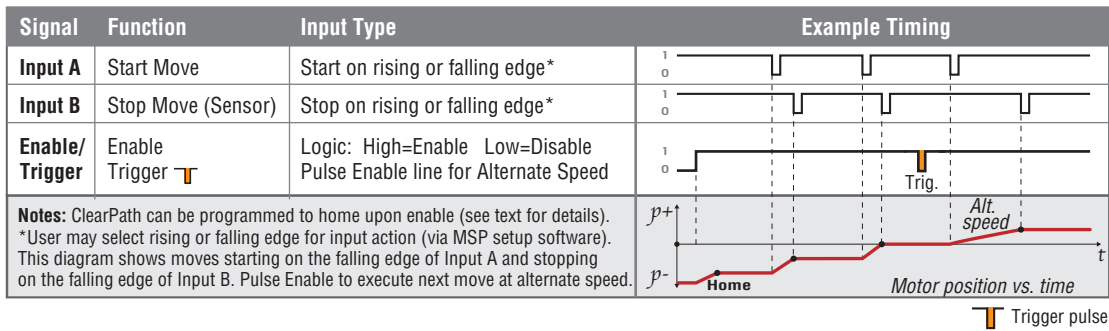 Signal Function Input Type Example Timing
Input A Start Move Start on rising or falling edge*
1
0
Input B Stop Move (Sensor) Stop on rising or falling edge*
1
0
Enable/ Enable Logic: High=Enable Low=Disable
Trigger Trigger Pulse Enable line for Alternate Speed
1
0
Trig.
Notes: ClearPath can be programmed to home upon enable (see text for details).
*User may select rising or falling edge for input action (via MSP setup software).
This diagram shows moves starting on the falling edge of Input A and stopping
on the falling edge of Input B. Pulse Enable to execute next move at alternate speed.
p+
Alt.
speed
t
p-
Home
Motor position vs. time
Trigger pulse